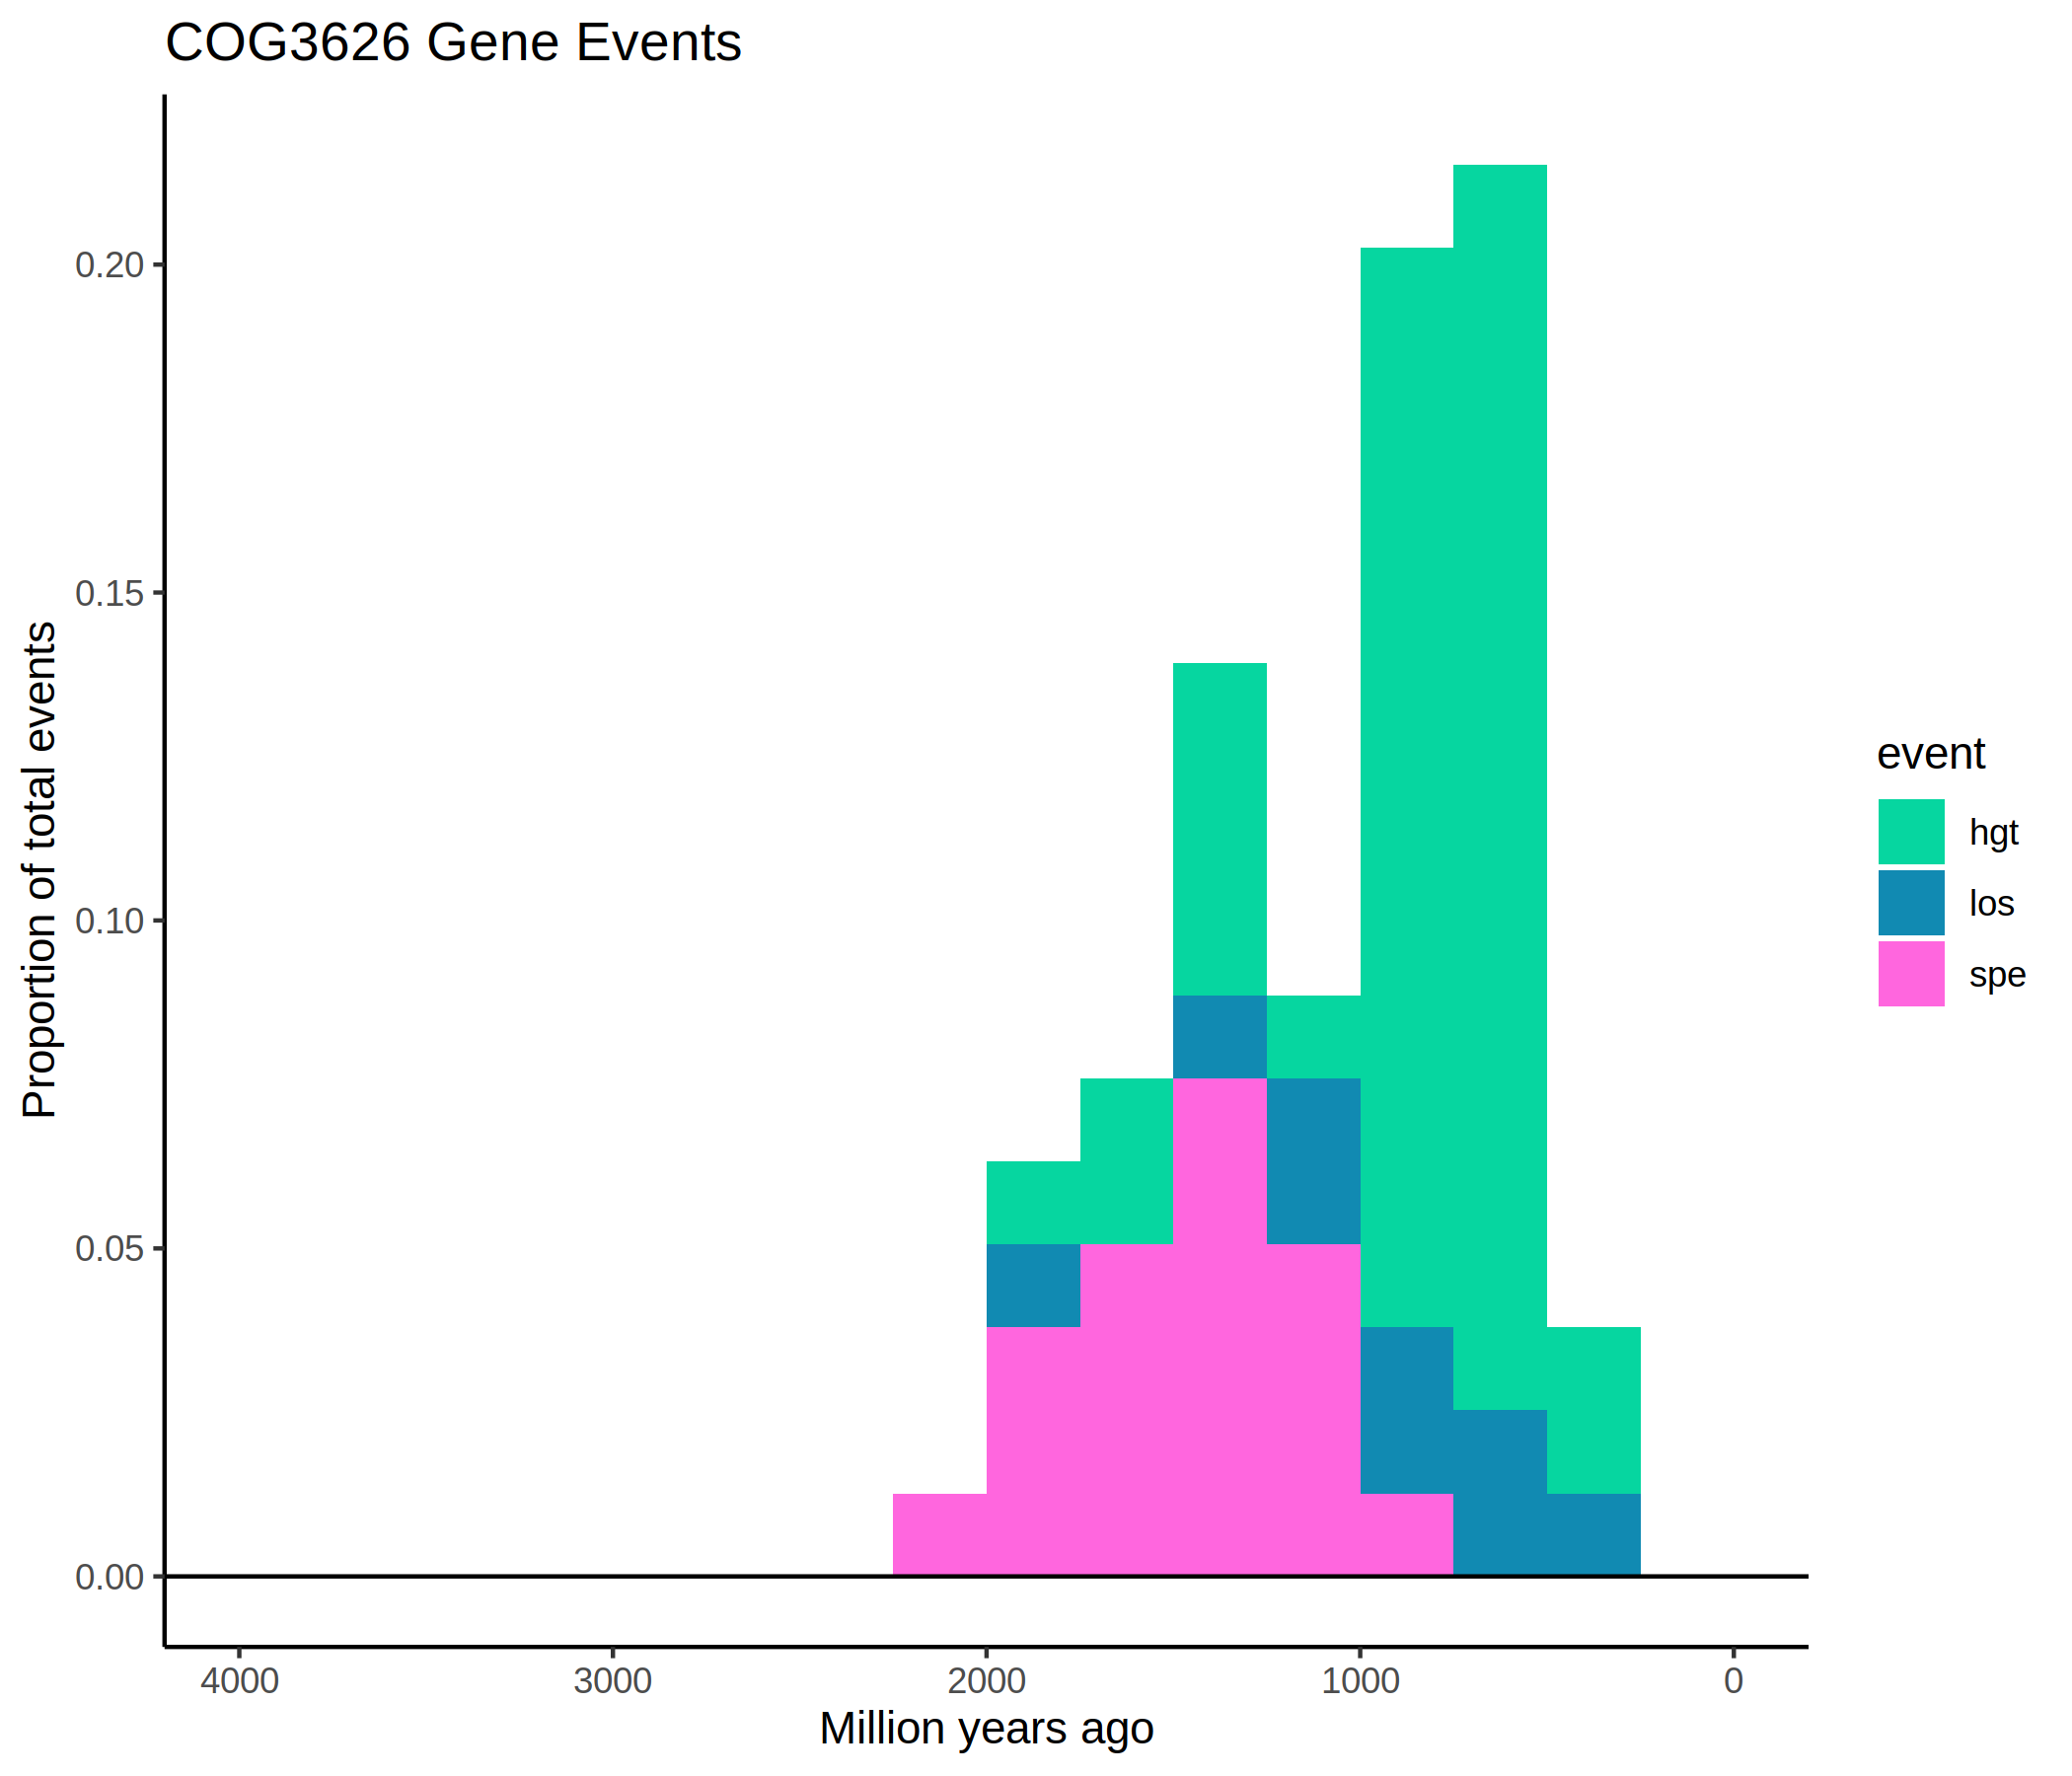 COG3626 Gene Events
Proportion of total events
0.20
0.15
0.10
0.05
0.00
4000 3000 2000 1000 0
Million years ago
event
hgt
los
spe